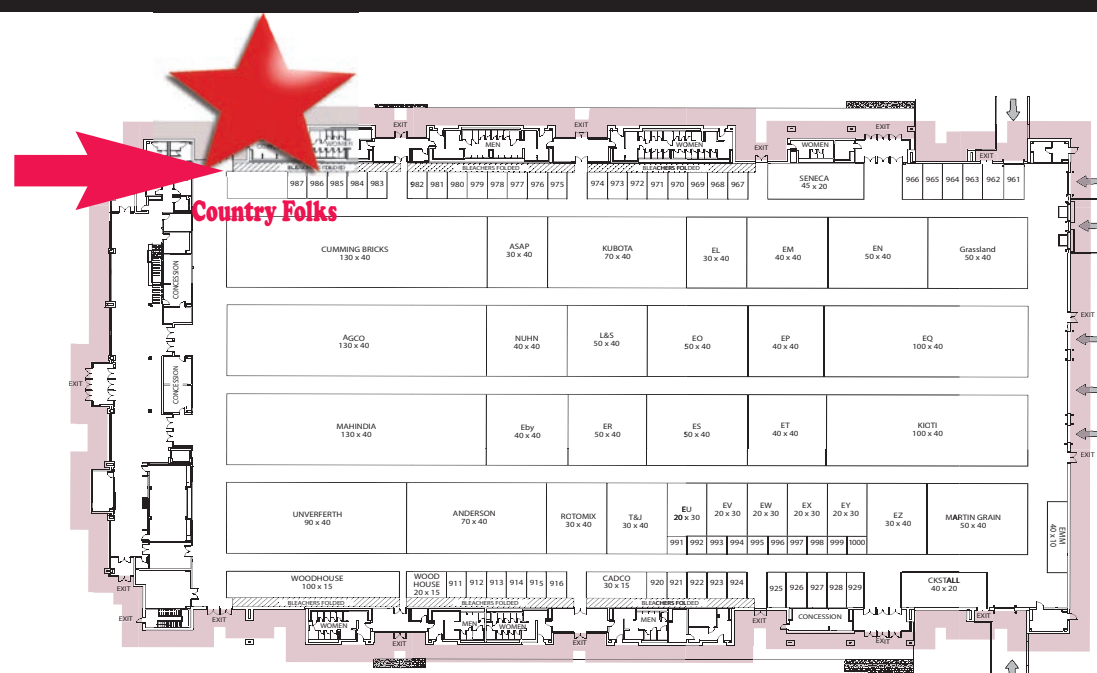 EXIT
EXIT
EXIT
EXIT
EXIT
WOMEN
MEN
WOMEN
WOMEN
BLEACHERS FOLDED
BLEACHERS FOLDED
BLEACHERS FOLDED
987 986 985 984 983
982 981 980 979 978 977 976 975
974 973 972 971 970 969 968 967
SENECA
45 x 20
966 965 964 963 962 961
Country Folks
CUMMING BRICKS
130 x 40
ASAP
30 x 40
KUBOTA
70 x 40
EL
30 x 40
EM
40 x 40
EN
50 x 40
Grassland
50 x 40
CONCESSION
EXIT
AGCO
130 x 40
NUHN
40 x 40
L&S
50 x 40
EO
50 x 40
EP
40 x 40
EQ
100 x 40
EXIT
CONCESSION
MAHINDIA
130 x 40
Eby
40 x 40
ER
50 x 40
ES
50 x 40
ET
40 x 40
KIOTI
100 x 40
EXIT
UNVERFERTH
90 x 40
ANDERSON
70 x 40
ROTOMIX
30 x 40
T&J
30 x 40
EU
20 x 30
EV
20 x 30
EW
20 x 30
EX
20 x 30
EY
20 x 30
EZ
30 x 40
MARTIN GRAIN
50 x 40
EMM
40 x 10
991 992 993 994 995 996 997 998 999 1000
WOODHOUSE
100 x 15
WOOD
HOUSE
20 x 15
911 912 913 914 915 916
CADCO
30 x 15
920 921 922 923 924
925 926 927 928 929
CKSTALL
40 x 20
EXIT
BLEACHERS FOLDED
BLEACHERS FOLDED
BLEACHERS FOLDED
EXIT
EXIT
WOMEN
MEN
WOMEN
MEN
CONCESSION
EXIT
EXIT
EXIT
EXIT
EXIT